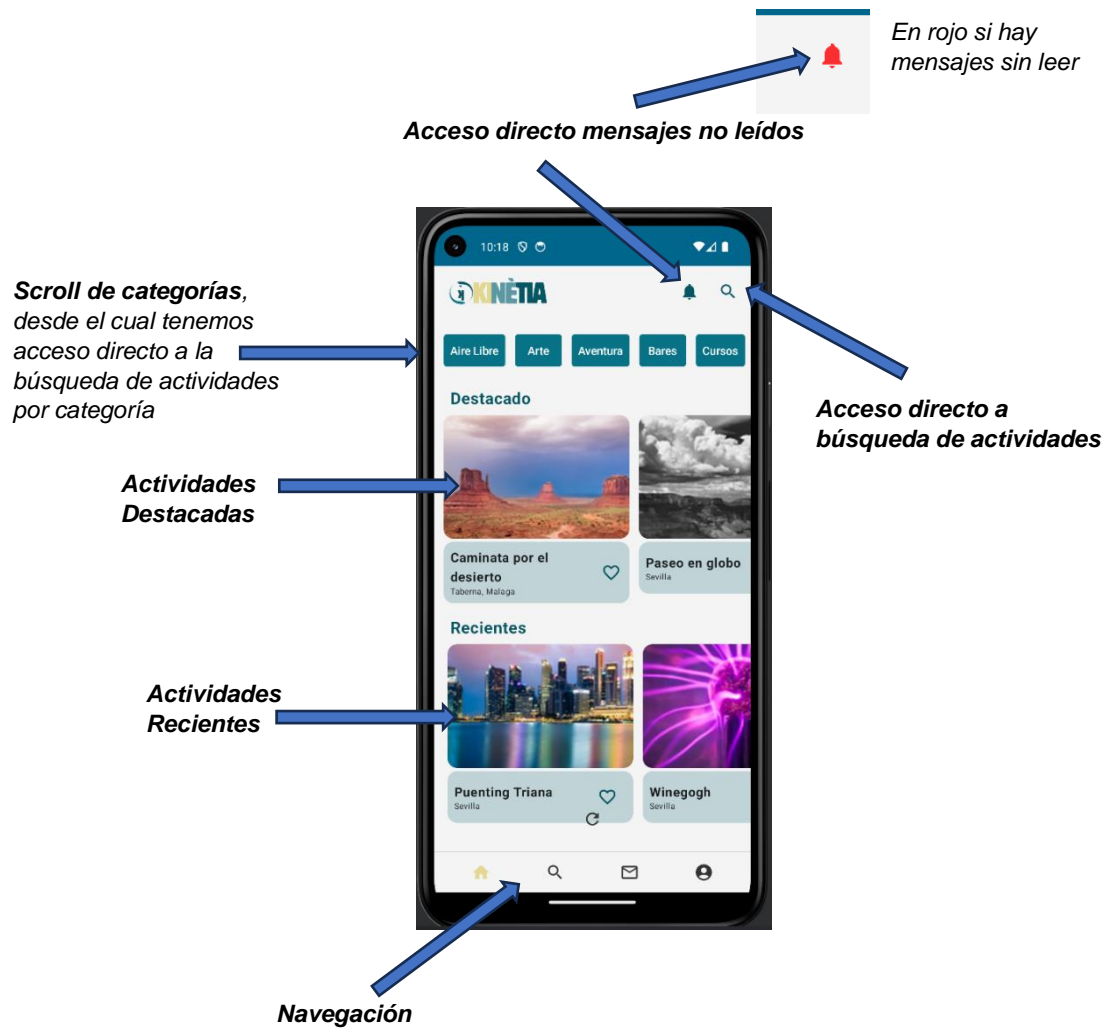 En rojo si hay
mensajes sin leer
Acceso directo mensajes no leídos
10:18
KINÈTIA
Scroll de categorías,
desde el cual tenemos
acceso directo a la
búsqueda de actividades
por categoría
Aire Libre
Arte
Aventura
Bares
Cursos
Acceso directo a
búsqueda de actividades
Destacado
Actividades
Destacadas
Caminata por el
desierto
Taberna, Malaga
Paseo en globo
Sevilla
Recientes
Actividades
Recientes
Puenting Triana
Sevilla
Winegogh
Sevilla
Navegación